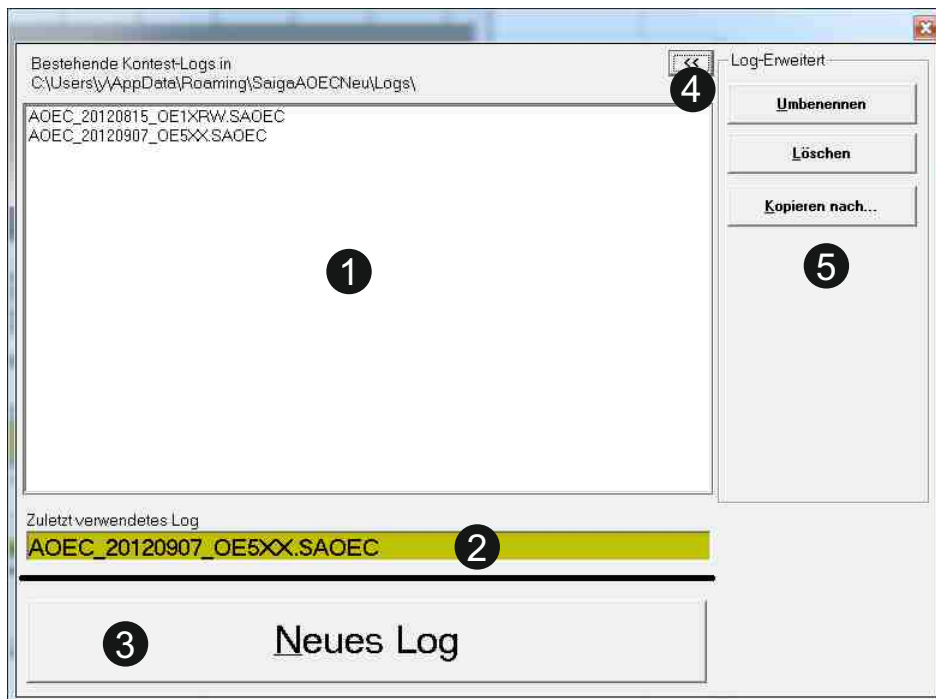 Bestehende Kontest-Logs in
C:\Users\y\AppData\Roaming\SaigaAOECNeu\Logs\
<<
4
AOEC_20120815_OE1XRW.SAOEC
AOEC_20120907_OE5XX.SAOEC
1
Log-Erweitert
Umbenennen
Löschen
Kopieren nach...
5
Zuletzt verwendetes Log
AOEC_20120907_OE5XX.SAOEC
2
3
Neues Log